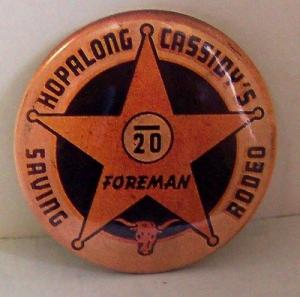 HOPALONG CASSIDY'S
20
FOREMAN
SAVING RODEO